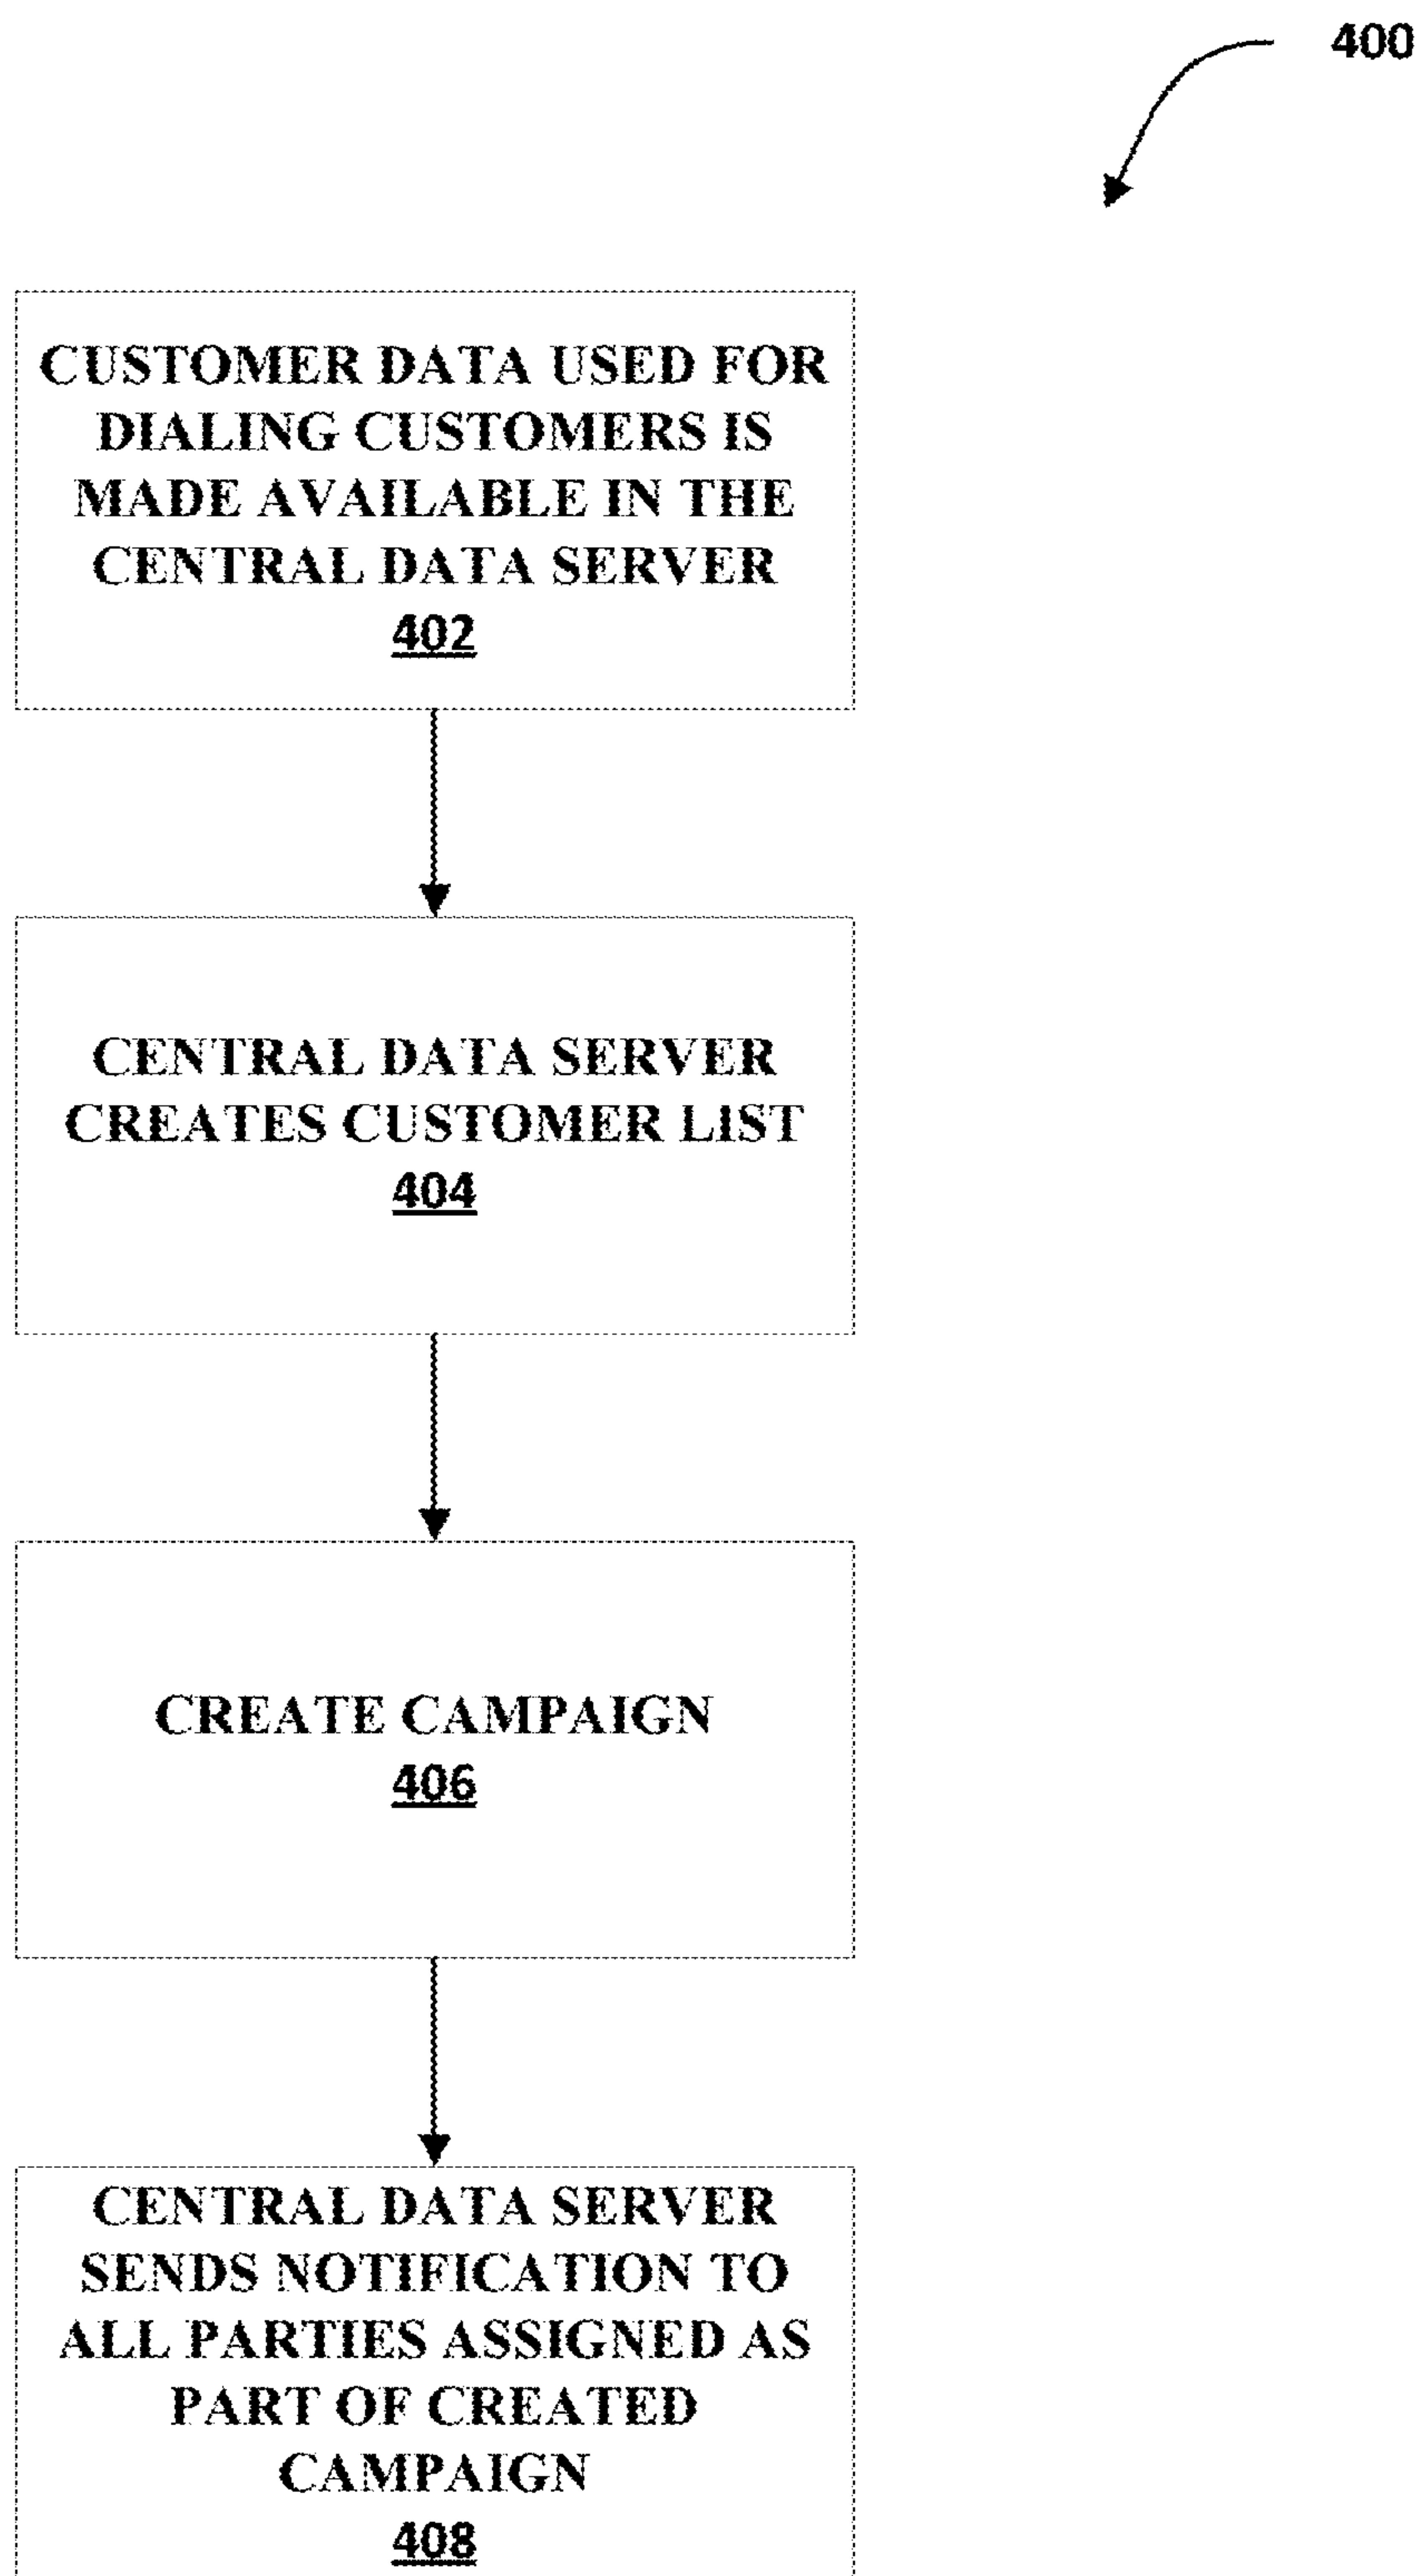 400
CUSTOMER DATA USED FOR
DIALING CUSTOMERS IS
MADE AVAILABLE IN THE
CENTRAL DATA SERVER
402
CENTRAL DATA SERVER
CREATES CUSTOMER LIST
404
CREATE CAMPAIGN
406
CENTRAL DATA SERVER
SENDS NOTIFICATION TO
ALL PARTIES ASSIGNED AS
PART OF CREATED
CAMPAIGN
408